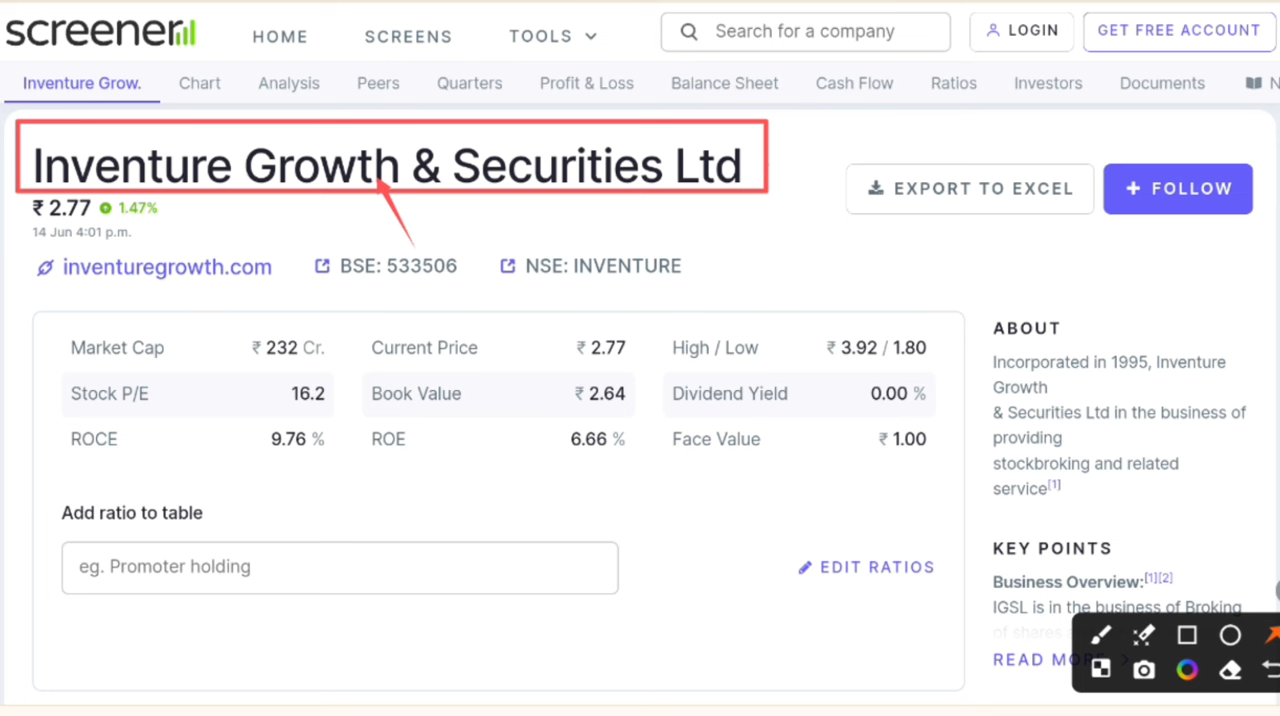 screener
HOME SCREENS TOOLS
Search for a company
LOGIN
GET FREE ACCOUNT
Inventure Grow. Chart Analysis Peers Quarters Profit & Loss Balance Sheet Cash Flow Ratios Investors Documents N
Inventure Growth & Securities Ltd
EXPORT TO EXCEL
+ FOLLOW
₹ 2.77 1.47%
14 Jun 4:01 p.m.
inventuregrowth.com BSE: 533506 NSE: INVENTURE
Market Cap ₹ 232 Cr. Current Price ₹ 2.77 High / Low ₹ 3.92 / 1.80
Stock P/E 16.2 Book Value ₹ 2.64 Dividend Yield 0.00 %
ROCE 9.76 % ROE 6.66 % Face Value ₹ 1.00
Add ratio to table
eg. Promoter holding
EDIT RATIOS
ABOUT
Incorporated in 1995, Inventure
Growth
& Securities Ltd in the business of
providing
stockbroking and related
service[1]
KEY POINTS
Business Overview:[1][2]
IGSL is in the business of Broking
of shares
READ MORE